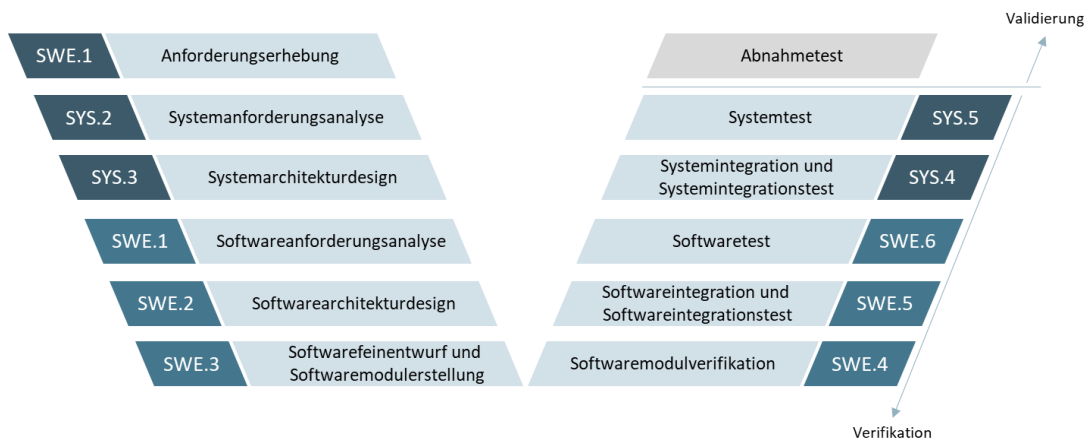 Validierung
SWE.1 Anforderungserhebung
Abnahmetest
SYS.2 Systemanforderungsanalyse
Systemtest SYS.5
SYS.3 Systemarchitekturdesign
Systemintegration und
Systemintegrationstest
SYS.4
SWE.1 Softwareanforderungsanalyse
Softwaretest SWE.6
SWE.2 Softwarearchitekturdesign
Softwareintegration und
Softwareintegrationstest
SWE.5
SWE.3
Softwarefeinentwurf und
Softwaremodulerstellung
Softwaremodulverifikation SWE.4
Verifikation